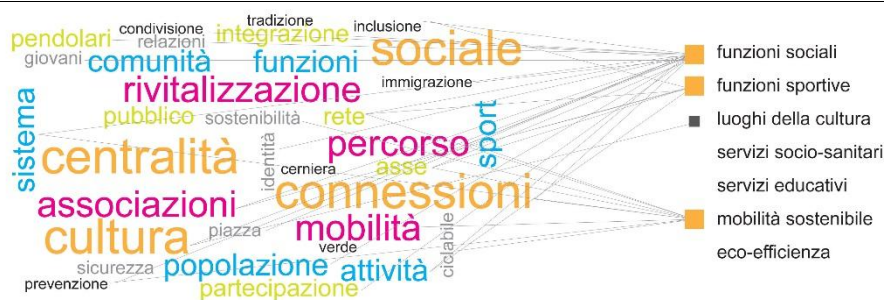 tradizione
condivisione
inclusione
pendolari
relazioni
integrazione
sociale
giovani
comunità
funzioni
rivitalizzazione
immigrazione
sistema
pubblico
sostenibilità
rete
sport
percorso
centralità
identità
cerniera
asse
connessioni
associazioni
cultura
piazza
mobilità
verde
ciclabile
sicurezza
popolazione
attività
prevenzione
partecipazione
funzioni sociali
funzioni sportive
luoghi della cultura
servizi socio-sanitari
servizi educativi
mobilità sostenibile
eco-efficienza